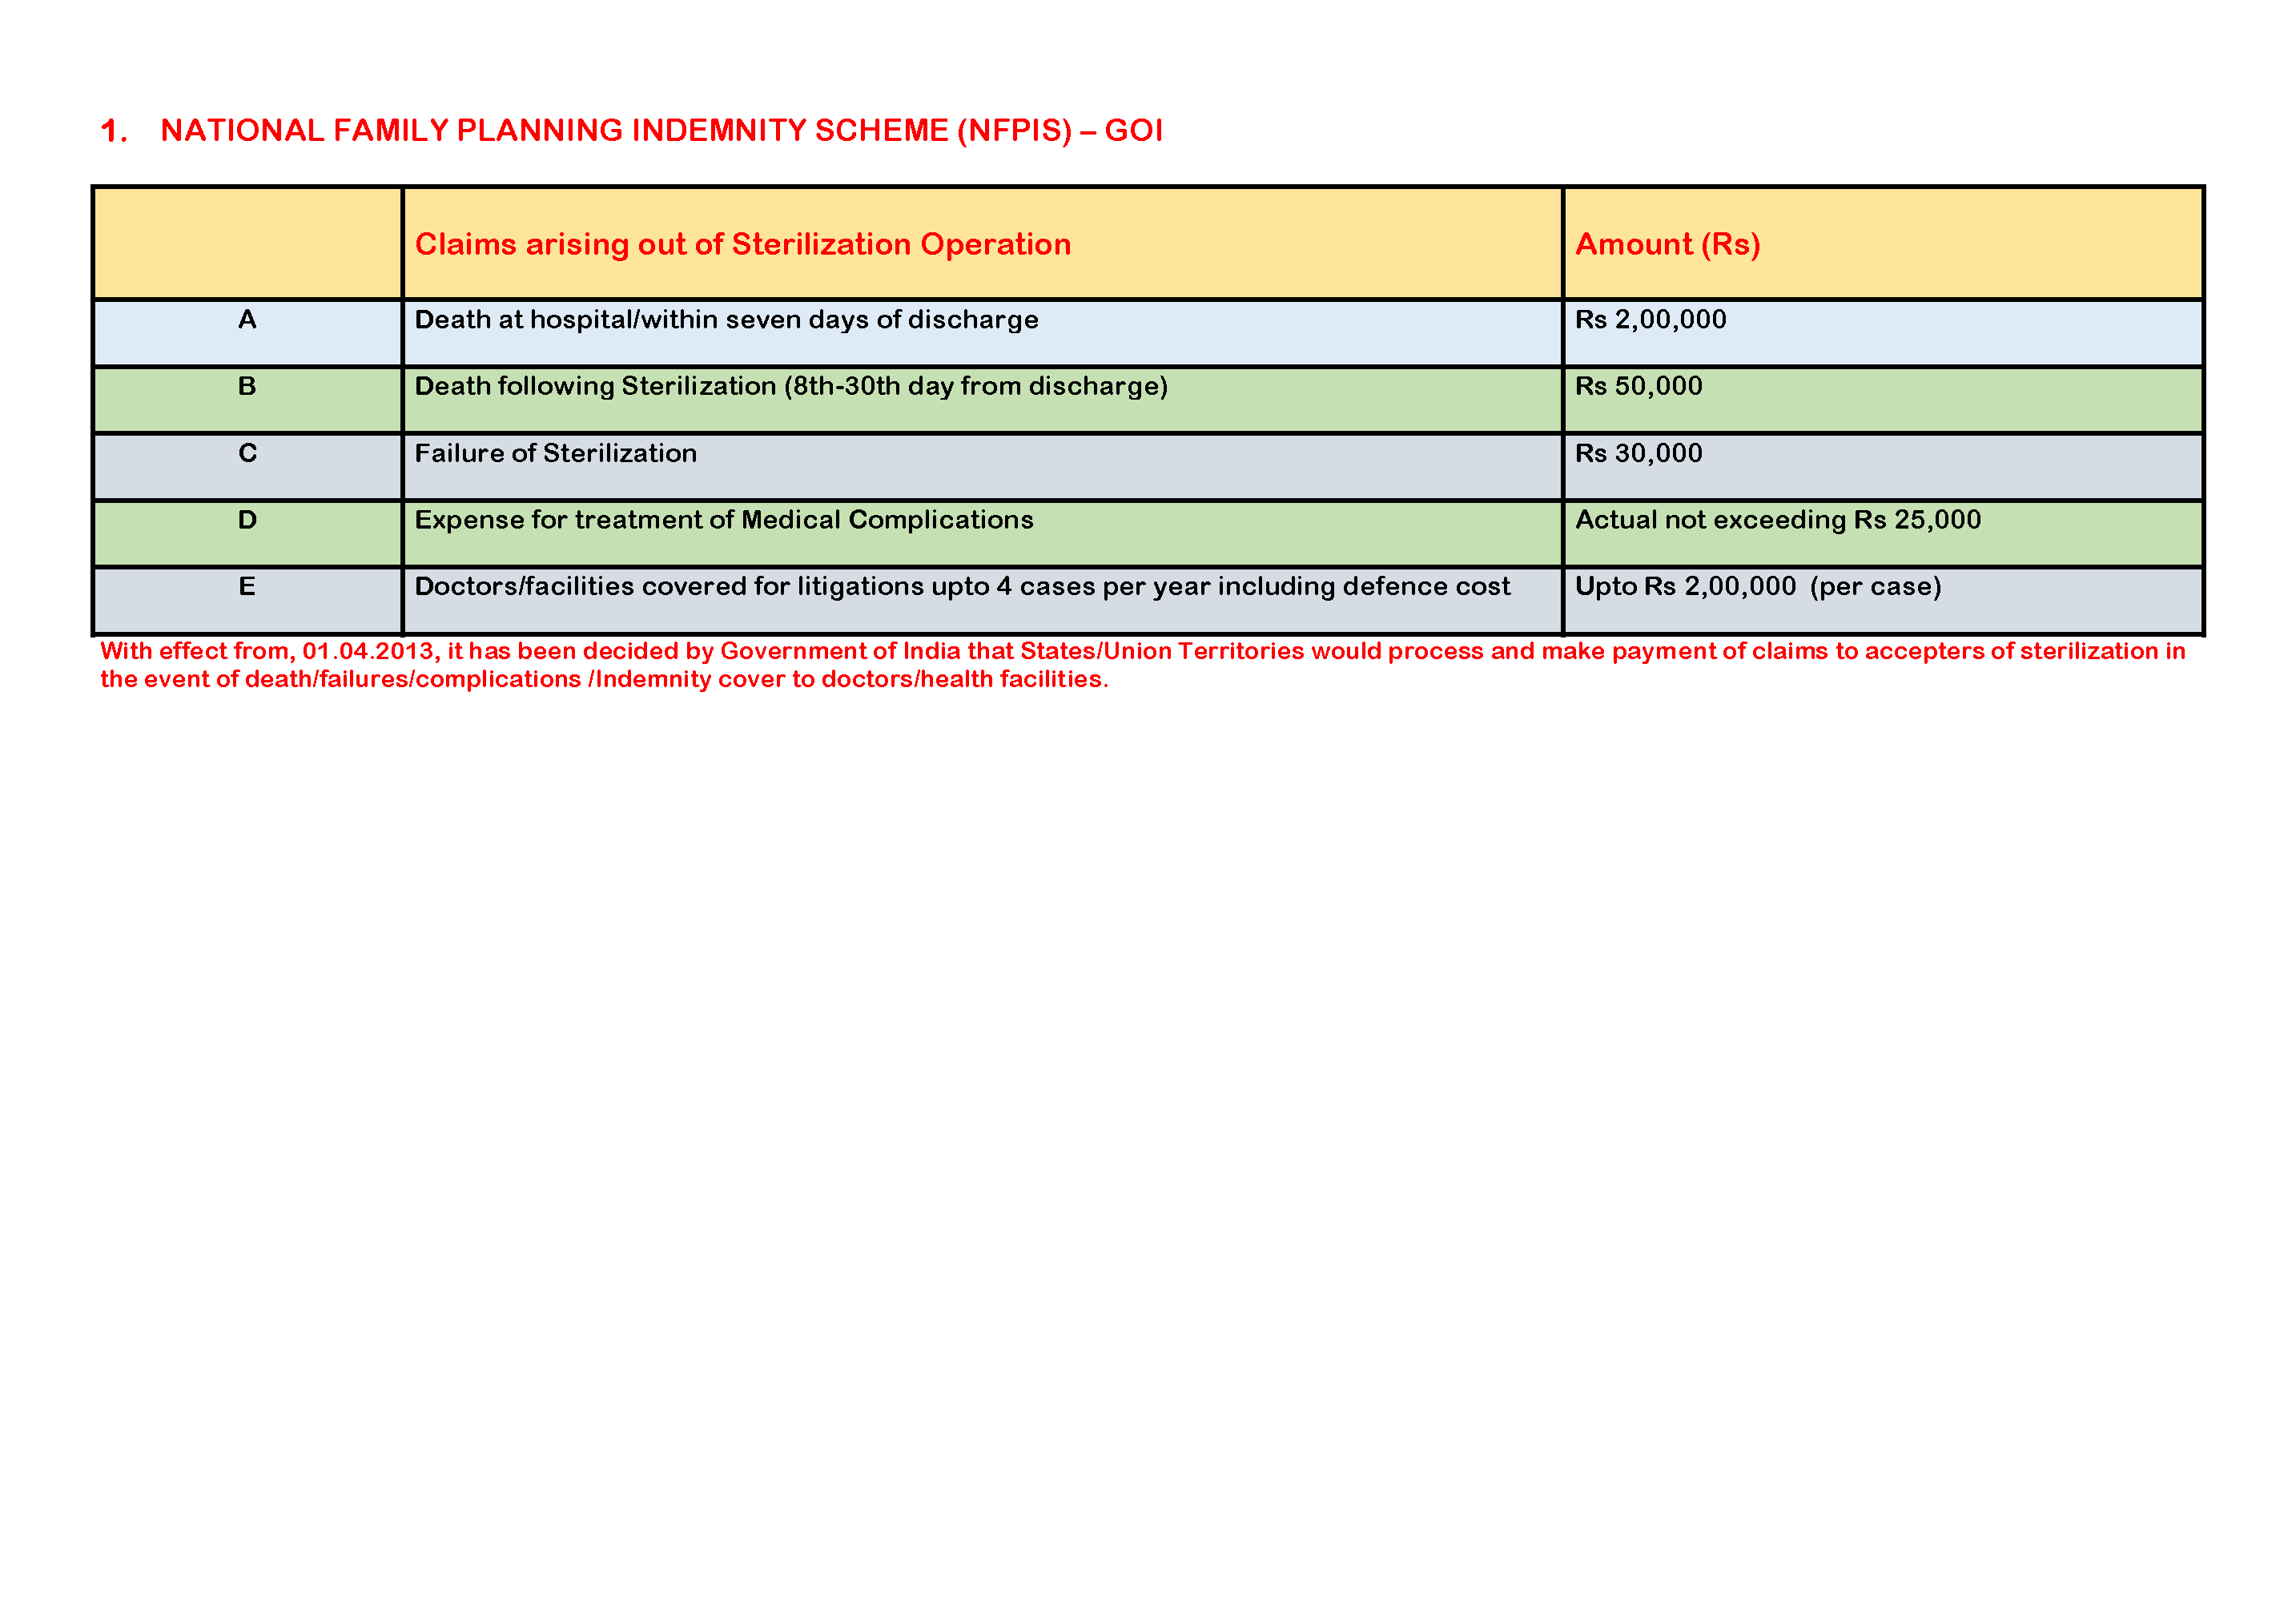 1. NATIONAL FAMILY PLANNING INDEMNITY SCHEME (NFPIS) – GOI
Claims arising out of Sterilization Operation Amount (Rs)
A Death at hospital/within seven days of discharge Rs 2,00,000
B Death following Sterilization (8th-30th day from discharge) Rs 50,000
C Failure of Sterilization Rs 30,000
D Expense for treatment of Medical Complications Actual not exceeding Rs 25,000
E Doctors/facilities covered for litigations upto 4 cases per year including defence cost Upto Rs 2,00,000 (per case)
With effect from, 01.04.2013, it has been decided by Government of India that States/Union Territories would process and make payment of claims to accepters of sterilization in
the event of death/failures/complications /Indemnity cover to doctors/health facilities.